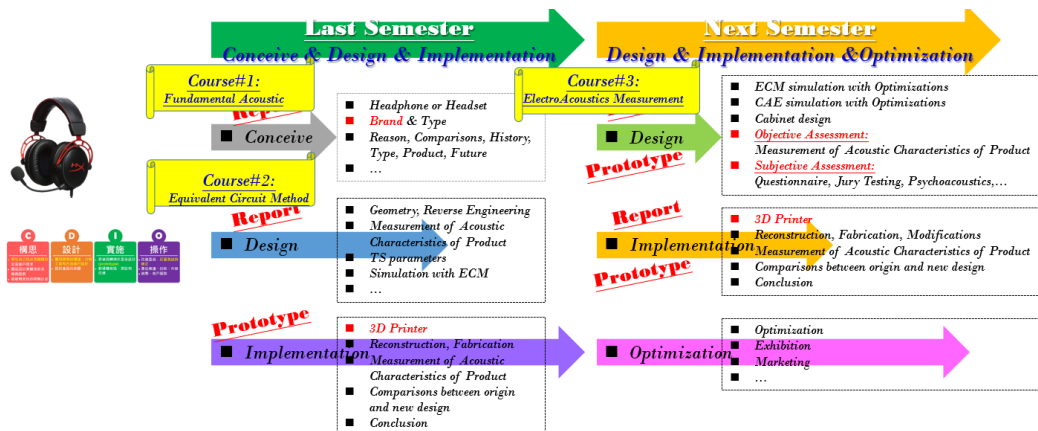 Last Semester
Conceive & Design & Implementation
Next Semester
Design & Implementation &Optimization
Course#1:
Fundamental Acoustic
Report
Conceive
Headphone or Headset
Brand & Type
Reason, Comparisons, History,
Type, Product, Future
...
Course#2:
Equivalent Circuit Method
Report
Design
Geometry, Reverse Engineering
Measurement of Acoustic
Characteristics of Product
TS parameters
Simulation with ECM
...
Prototype
Implementation
3D Printer
Reconstruction, Fabrication
Measurement of Acoustic
Characteristics of Product
Comparisons between origin
and new design
Conclusion
Course#3:
ElectroAcoustics Measurement
Design
Prototype
ECM simulation with Optimizations
CAE simulation with Optimizations
Cabinet design
Objective Assessment:
Measurement of Acoustic Characteristics of Product
Subjective Assessment:
Questionnaire, Jury Testing, Psychoacoustics,...
Report
Implementation
Prototype
3D Printer
Reconstruction, Fabrication, Modifications
Measurement of Acoustic Characteristics of Product
Comparisons between origin and new design
Conclusion
Optimization
Optimization
Exhibition
Marketing
...
C
構思
D
設計
I
實施
O
操作